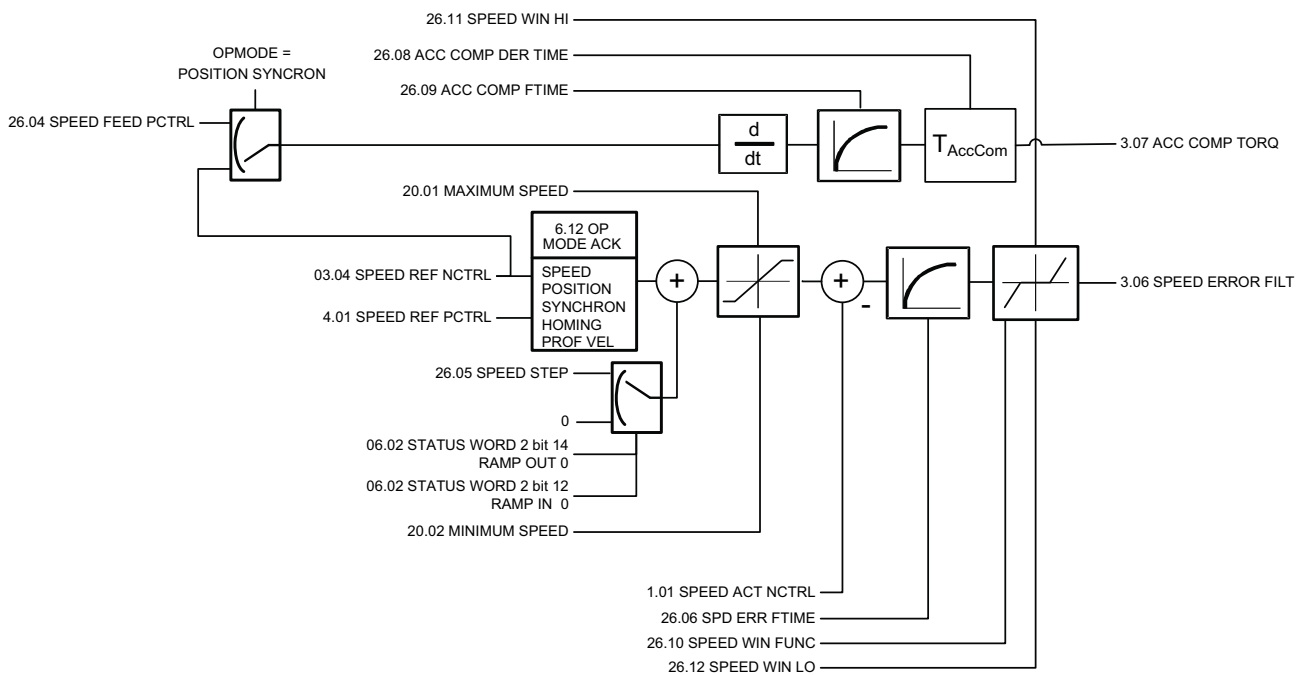 26.11 SPEED WIN HI
OPMODE =
POSITION SYNCRON
26.08 ACC COMP DER TIME
26.09 ACC COMP FTIME
26.04 SPEED FEED PCTRL
d
dt
TAccCom
3.07 ACC COMP TORQ
20.01 MAXIMUM SPEED
6.12 OP
MODE ACK
03.04 SPEED REF NCTRL
SPEED
POSITION
SYNCHRON
HOMING
PROF VEL
+
+
-
3.06 SPEED ERROR FILT
4.01 SPEED REF PCTRL
26.05 SPEED STEP
0
06.02 STATUS WORD 2 bit 14
RAMP OUT 0
06.02 STATUS WORD 2 bit 12
RAMP IN 0
20.02 MINIMUM SPEED
1.01 SPEED ACT NCTRL
26.06 SPD ERR FTIME
26.10 SPEED WIN FUNC
26.12 SPEED WIN LO